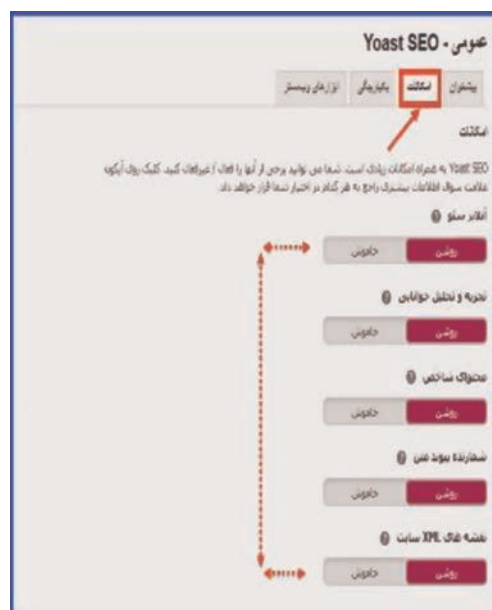 عمومی - Yoast SEO
پیشخوان امکانات یکپارچگی ابزارهای وبمستر
امکانات
Yoast SEO به همراه امکانات زیادی است. شما می توانید برخی از آنها را فعال / غیرفعال کنید. کلیک روی آیکون
علامت سوال اطلاعات بیشتری راجع به هر کدام در اختیار شما قرار خواهد داد.
آنالیز سئو
روشن خاموش
تجزیه و تحلیل خوانایی
روشن خاموش
محتوای شاخص
روشن خاموش
شمارنده پیوند متن
روشن خاموش
نقشه های XML سایت
روشن خاموش